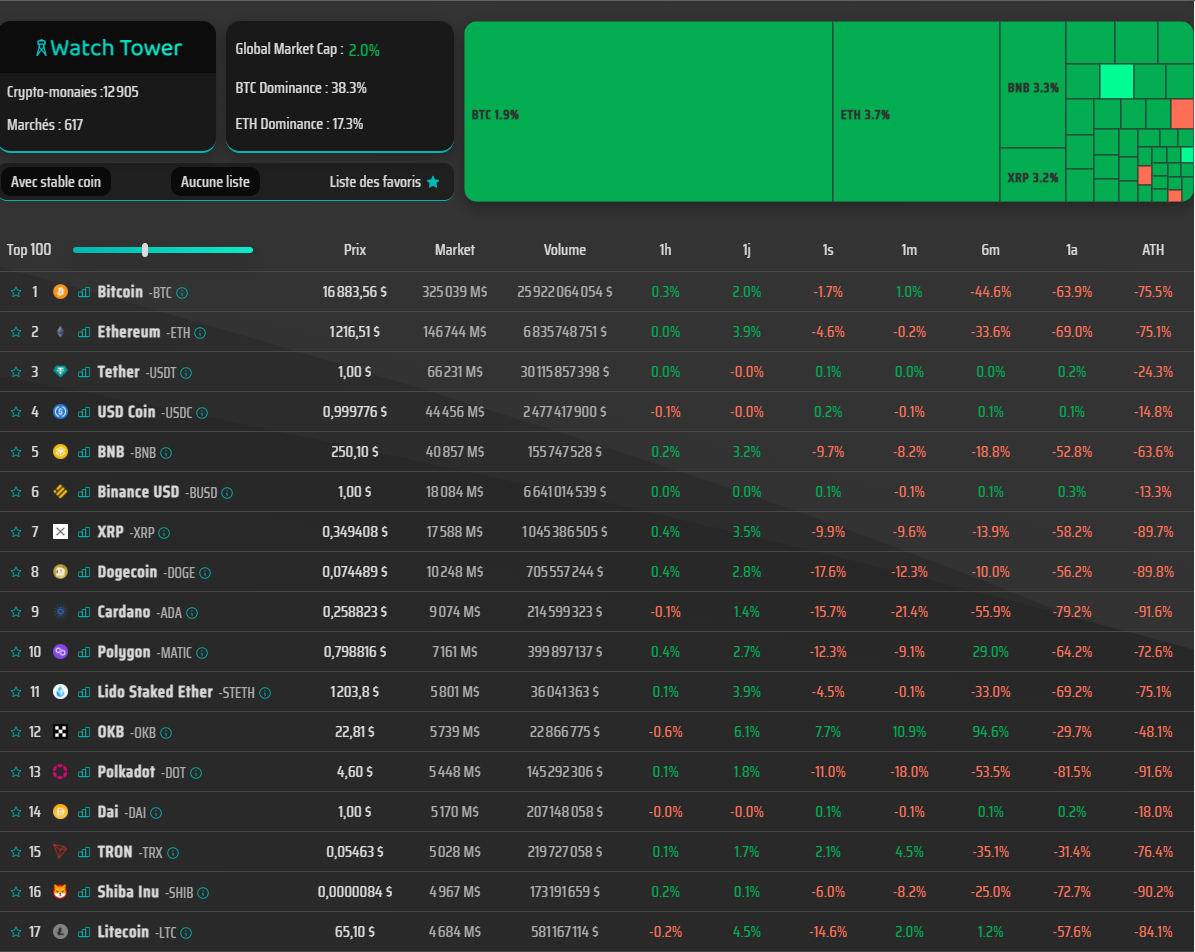 Watch Tower
Crypto-monaies :12 905
Marchés : 617
Global Market Cap : 2.0%
BTC Dominance : 38.3%
ETH Dominance : 17.3%
Avec stable coin Aucune liste Liste des favoris
BTC 1.9% ETH 3.7% BNB 3.3%
XRP 3.2%
Top 100 Prix Market Volume 1h 1j 1s 1m 6m 1a ATH
1 Bitcoin -BTC 16 883,56 $ 325 039 M$ 25 922 064 054 $ 0.3% 2.0% -1.7% 1.0% -44.6% -63.9% -75.5%
2 Ethereum -ETH 1 216,51 $ 146 744 M$ 6 835 748 751 $ 0.0% 3.9% -4.6% -0.2% -33.6% -69.0% -75.1%
3 Tether -USDT 1,00 $ 66 231 M$ 30 115 857 398 $ 0.0% -0.0% 0.1% 0.0% 0.0% 0.2% -24.3%
4 USD Coin -USDC 0,999776 $ 44 456 M$ 2 477 417 900 $ -0.1% -0.0% 0.2% -0.1% 0.1% 0.1% -14.8%
5 BNB -BNB 250,10 $ 40 857 M$ 155 747 528 $ 0.2% 3.2% -9.7% -8.2% -18.8% -52.8% -63.6%
6 Binance USD -BUSD 1,00 $ 18 084 M$ 6 641 014 539 $ 0.0% 0.0% 0.1% -0.1% 0.1% 0.3% -13.3%
7 XRP -XRP 0,349408 $ 17 588 M$ 1 045 386 505 $ 0.4% 3.5% -9.9% -9.6% -13.9% -58.2% -89.7%
8 Dogecoin -DOGE 0,074489 $ 10 248 M$ 705 557 244 $ 0.4% 2.8% -17.6% -12.3% -10.0% -56.2% -89.8%
9 Cardano -ADA 0,258823 $ 9 074 M$ 214 599 323 $ -0.1% 1.4% -15.7% -21.4% -55.9% -79.2% -91.6%
10 Polygon -MATIC 0,798816 $ 7 161 M$ 399 897 137 $ 0.4% 2.7% -12.3% -9.1% 29.0% -64.2% -72.6%
11 Lido Staked Ether -STETH 1 203,8 $ 5 801 M$ 36 041 363 $ 0.1% 3.9% -4.5% -0.1% -33.0% -69.2% -75.1%
12 OKB -OKB 22,81 $ 5 739 M$ 22 866 775 $ -0.6% 6.1% 7.7% 10.9% 94.6% -29.7% -48.1%
13 Polkadot -DOT 4,60 $ 5 448 M$ 145 292 306 $ 0.1% 1.8% -11.0% -18.0% -53.5% -81.5% -91.6%
14 Dai -DAI 1,00 $ 5 170 M$ 207 148 058 $ -0.0% -0.0% 0.1% -0.1% 0.1% 0.2% -18.0%
15 TRON -TRX 0,05463 $ 5 028 M$ 219 727 058 $ 0.1% 1.7% 2.1% 4.5% -35.1% -31.4% -76.4%
16 Shiba Inu -SHIB 0,0000084 $ 4 967 M$ 173 191 659 $ 0.2% 0.1% -6.0% -8.2% -25.0% -72.7% -90.2%
17 Litecoin -LTC 65,10 $ 4 684 M$ 581 167 114 $ -0.2% 4.5% -14.6% 2.0% 1.2% -57.6% -84.1%